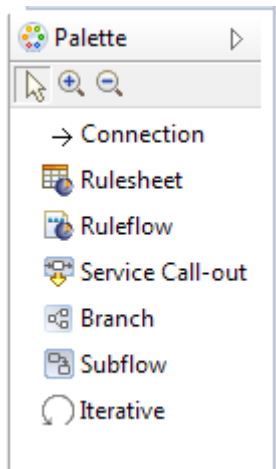 Palette
Connection
Rulesheet
Ruleflow
Service Call-out
Branch
Subflow
Iterative